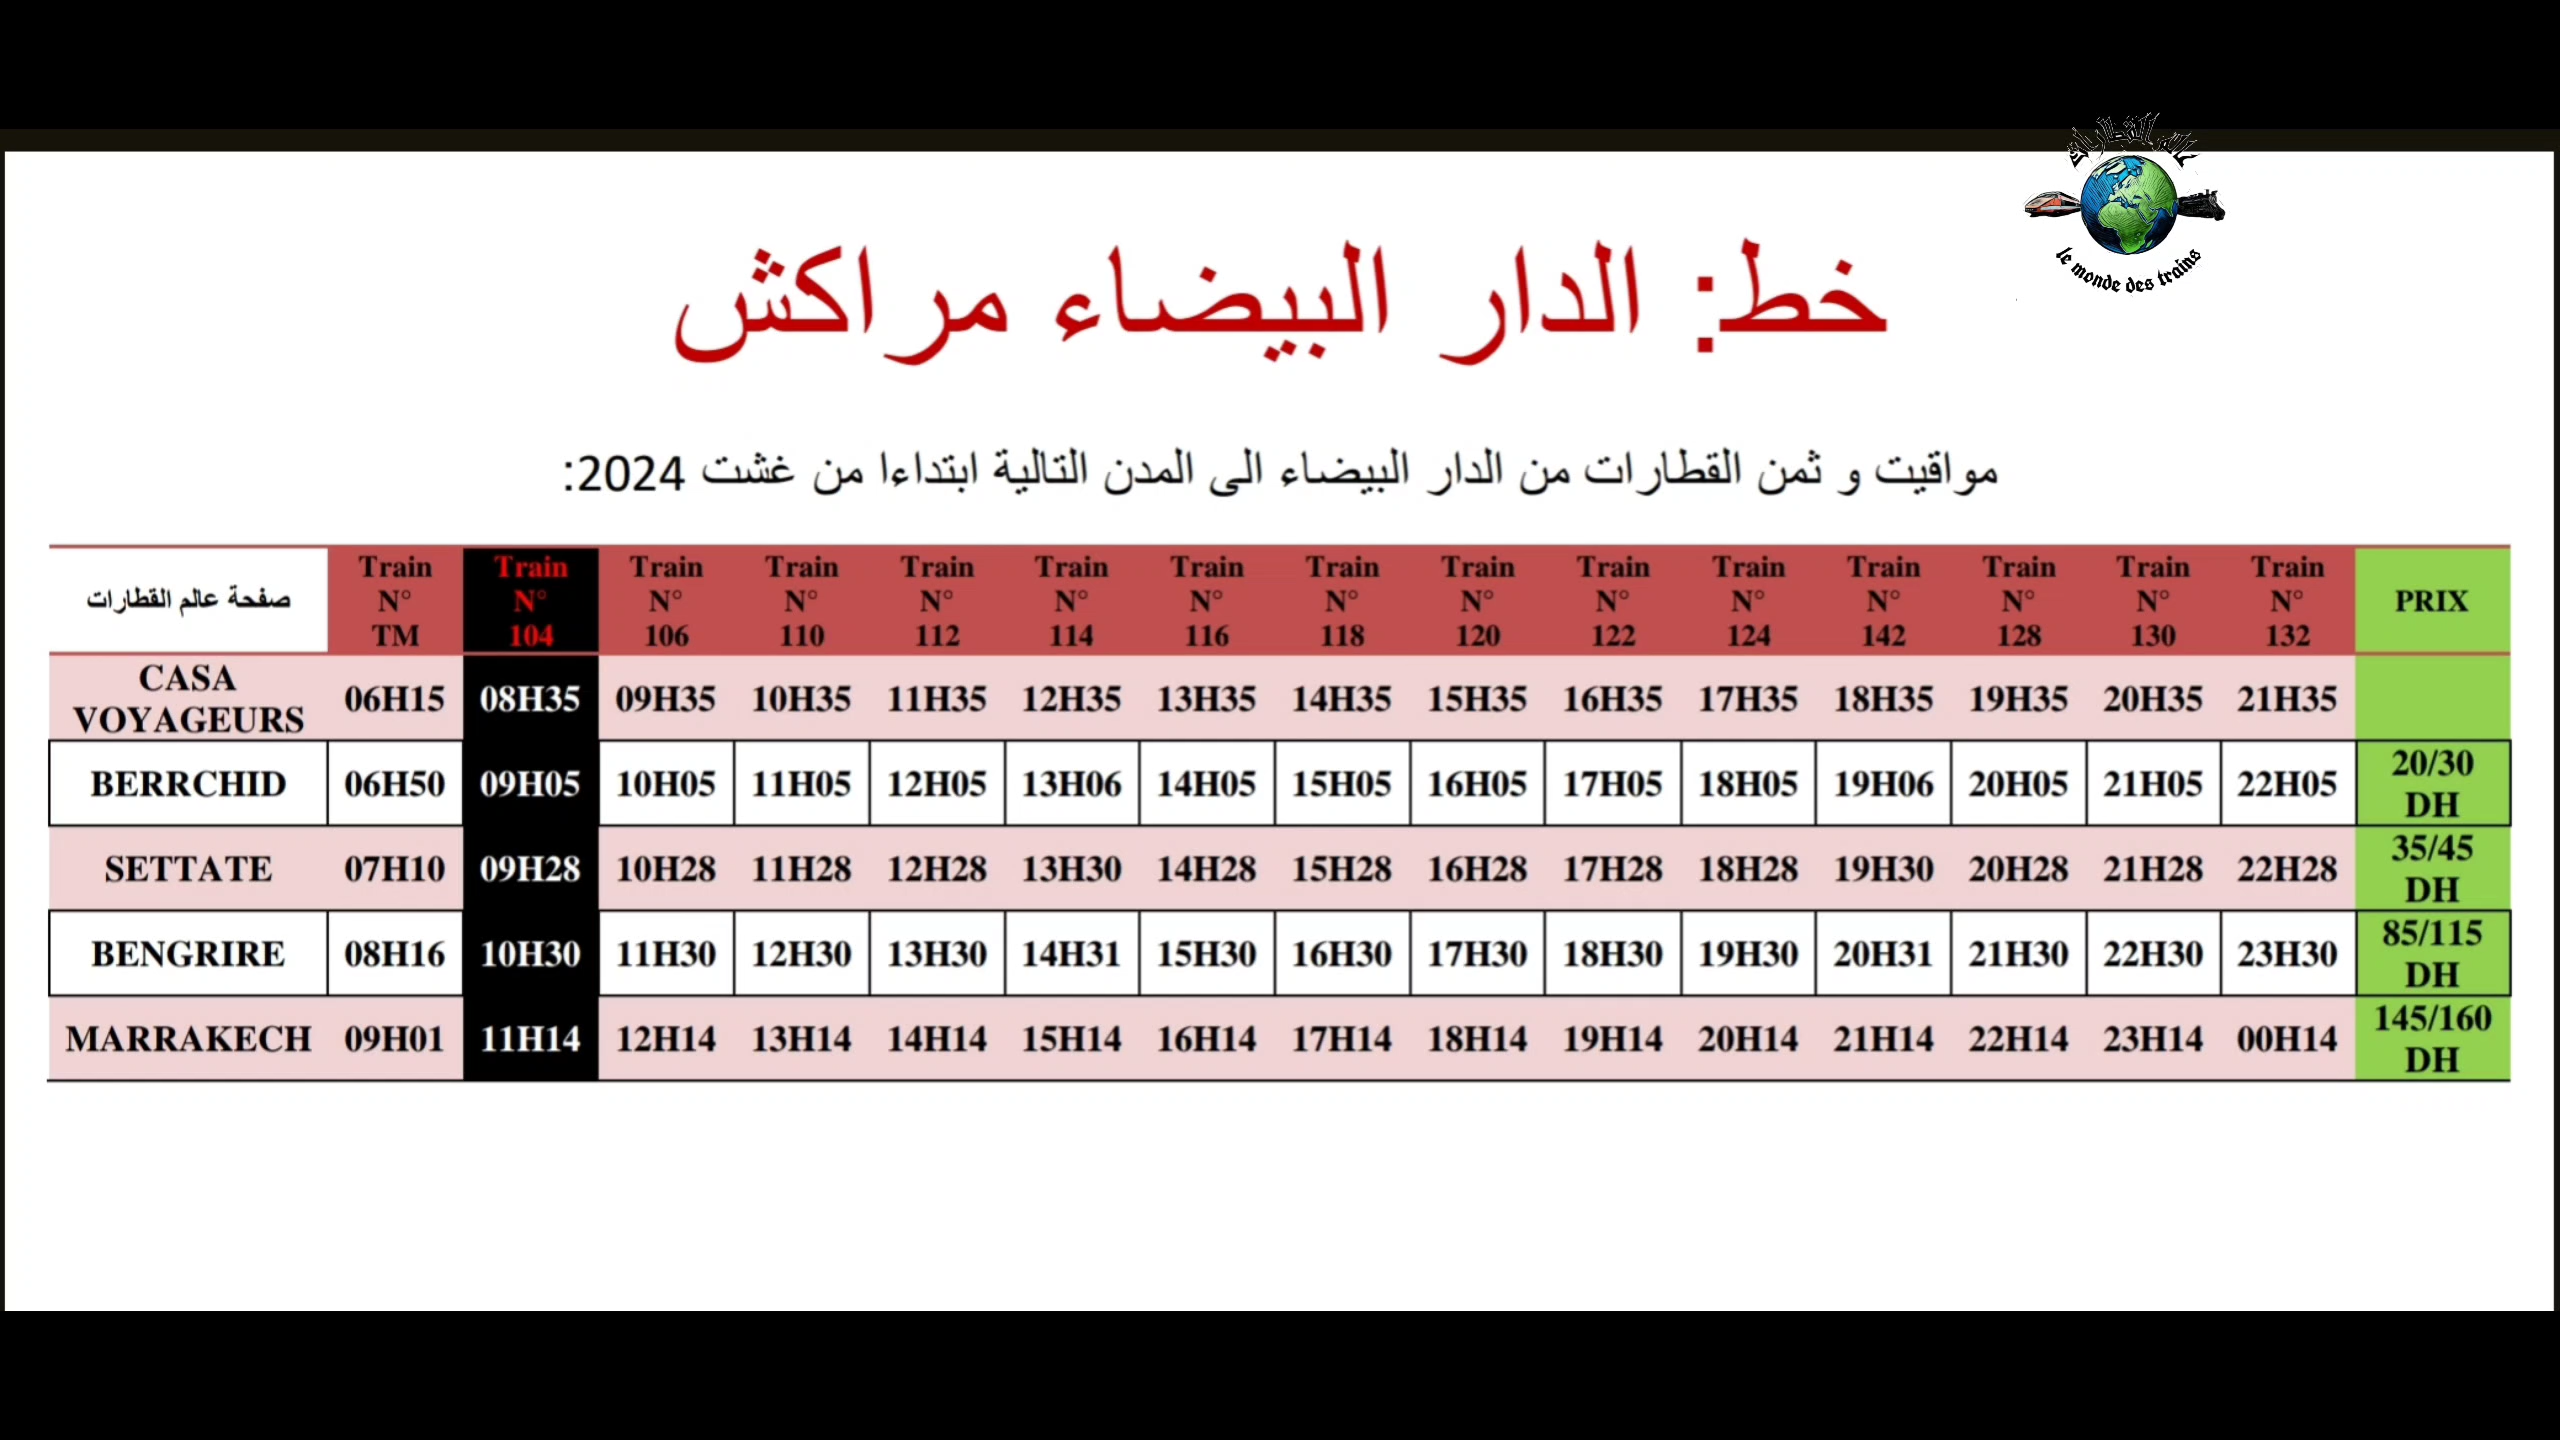 عالم القطارات
le monde des trains
خط: الدار البيضاء مراكش
مواقيت و ثمن القطارات من الدار البيضاء الى المدن التالية ابتداءا من غشت 2024:
صفحة عالم القطارات Train N° TM Train N° 104 Train N° 106 Train N° 110 Train N° 112 Train N° 114 Train N° 116 Train N° 118 Train N° 120 Train N° 122 Train N° 124 Train N° 142 Train N° 128 Train N° 130 Train N° 132 PRIX
CASA VOYAGEURS 06H15 08H35 09H35 10H35 11H35 12H35 13H35 14H35 15H35 16H35 17H35 18H35 19H35 20H35 21H35
BERRCHID 06H50 09H05 10H05 11H05 12H05 13H06 14H05 15H05 16H05 17H05 18H05 19H06 20H05 21H05 22H05 20/30 DH
SETTATE 07H10 09H28 10H28 11H28 12H28 13H30 14H28 15H28 16H28 17H28 18H28 19H30 20H28 21H28 22H28 35/45 DH
BENGRIRE 08H16 10H30 11H30 12H30 13H30 14H31 15H30 16H30 17H30 18H30 19H30 20H31 21H30 22H30 23H30 85/115 DH
MARRAKECH 09H01 11H14 12H14 13H14 14H14 15H14 16H14 17H14 18H14 19H14 20H14 21H14 22H14 23H14 00H14 145/160 DH